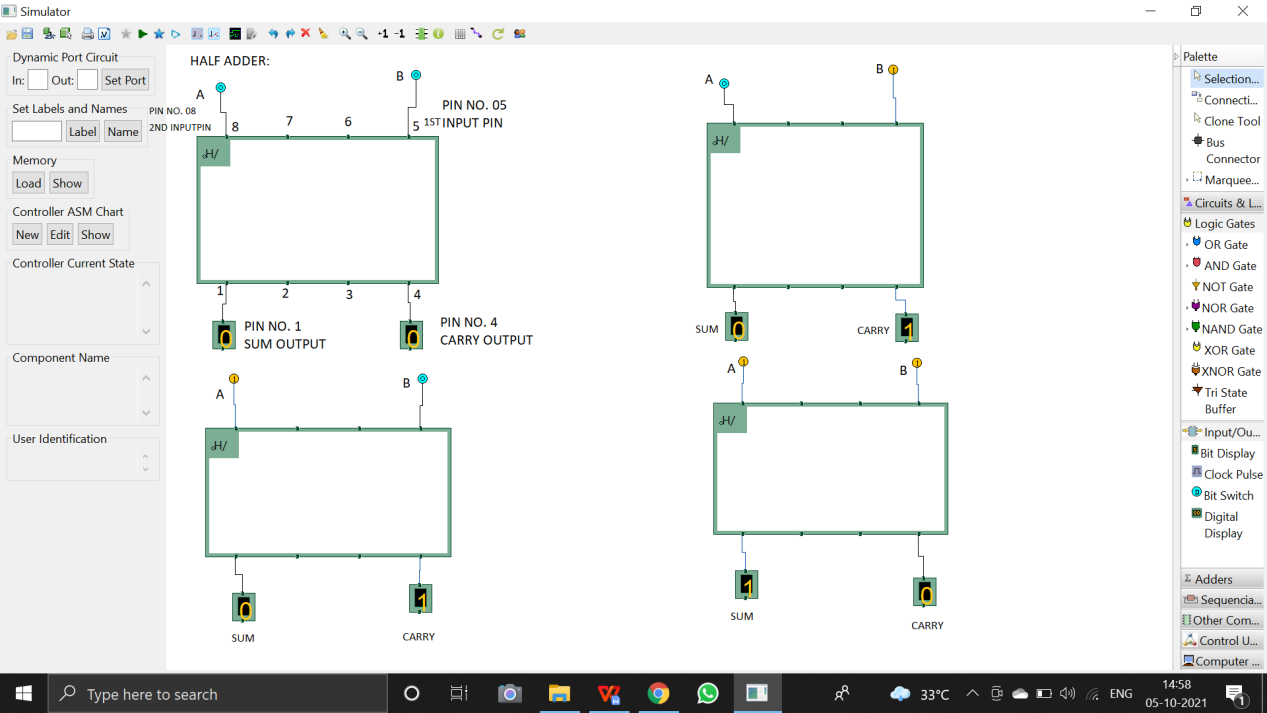 Simulator
+1 -1
Dynamic Port Circuit
In: Out: Set Port
Set Labels and Names
Label Name
Memory
Load Show
Controller ASM Chart
New Edit Show
Controller Current State
Component Name
User Identification
HALF ADDER:
A
B
PIN NO. 08
2ND INPUTPIN
8
7
6
5
1ST
PIN NO. 05
INPUT PIN
H/
1
2
3
4
0
PIN NO. 1
SUM OUTPUT
0
PIN NO. 4
CARRY OUTPUT
A
B
H/
SUM
0
CARRY
1
A
B
H/
0
SUM
1
CARRY
A
B
H/
1
SUM
0
CARRY
Palette
Selection...
Connecti...
Clone Tool
Bus
Connector
Marquee...
Circuits & L...
Logic Gates
OR Gate
AND Gate
NOT Gate
NOR Gate
NAND Gate
XOR Gate
XNOR Gate
Tri State
Buffer
Input/Ou...
Bit Display
Clock Pulse
Bit Switch
Digital
Display
Adders
Sequencia...
Other Com...
Control U...
Computer ...
Type here to search
33°C
ENG
14:58
05-10-2021
1